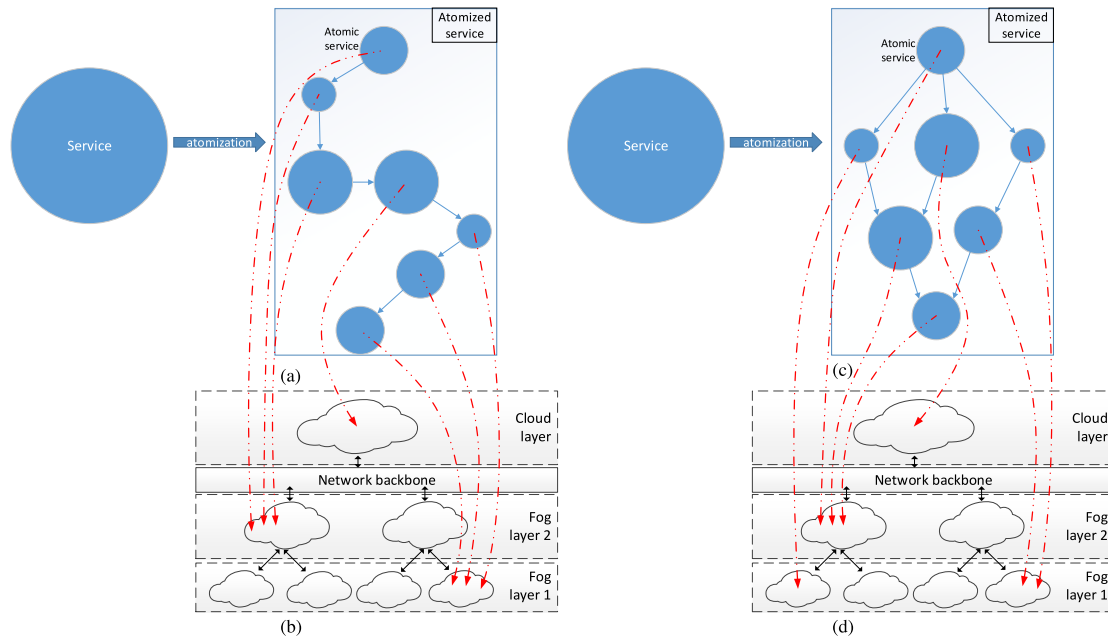 Atomized
service
Atomic
service
Service
atomization
(a)
Cloud
layer
Network backbone
Fog
layer 2
Fog
layer 1
(b)
Atomized
service
Atomic
service
Service
atomization
(c)
Cloud
layer
Network backbone
Fog
layer 2
Fog
layer 1
(d)